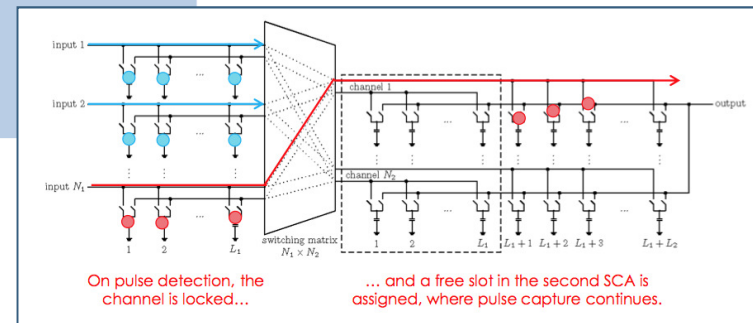 input 1
input 2
input N₁
channel 1
channel N₂
output
...
...
...
...
...
...
...
1 2 L₁
switching matrix
N₁ × N₂
1 2 L₁
L₁ + 1 L₁ + 2 L₁ + 3 L₁ + L₂
On pulse detection, the
channel is locked...
... and a free slot in the second SCA is
assigned, where pulse capture continues.